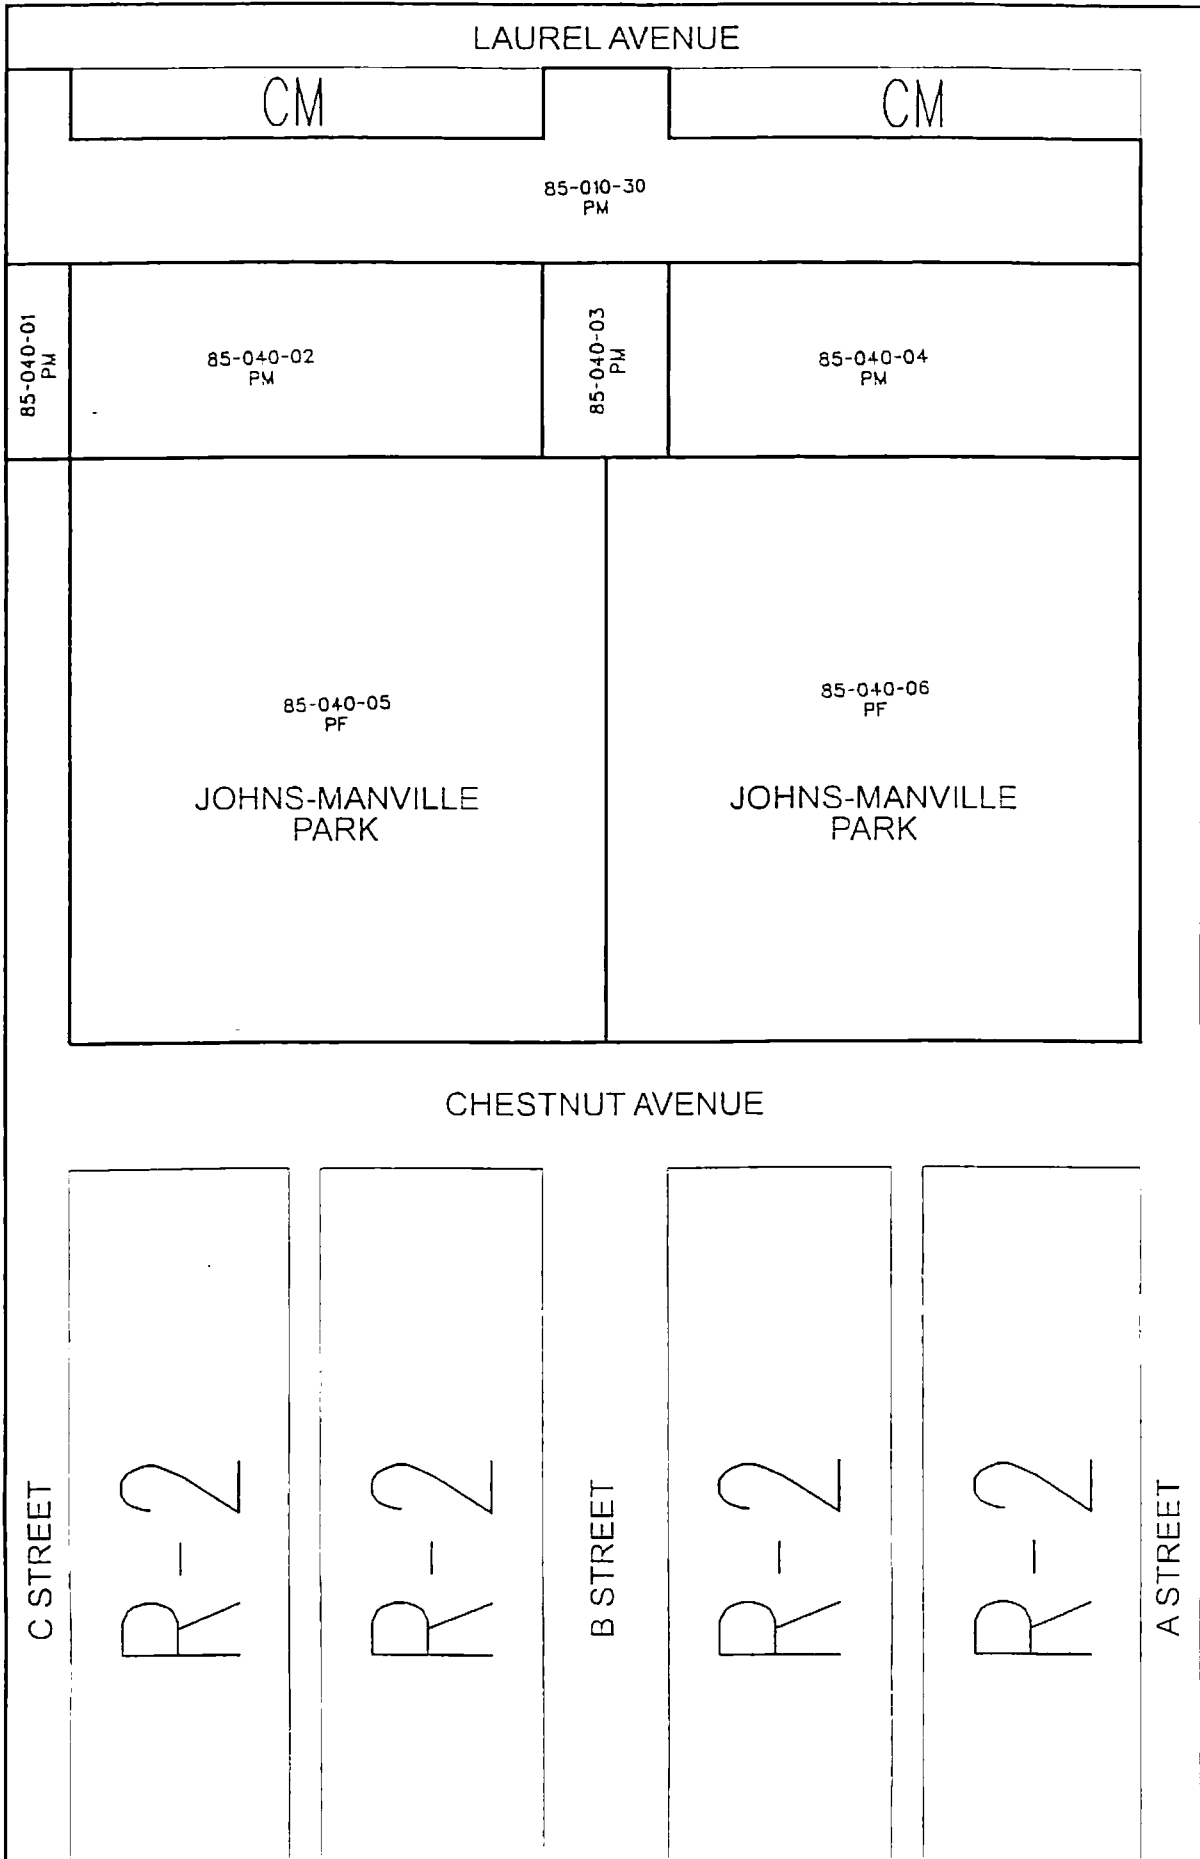 LAUREL AVENUE
CM
CM
85-010-30
PM
85-040-01
PM
85-040-02
PM
85-040-03
PM
85-040-04
PM
85-040-05
PF
JOHNS-MANVILLE
PARK
85-040-06
PF
JOHNS-MANVILLE
PARK
CHESTNUT AVENUE
C STREET
R-2
R-2
B STREET
R-2
R-2
A STREET